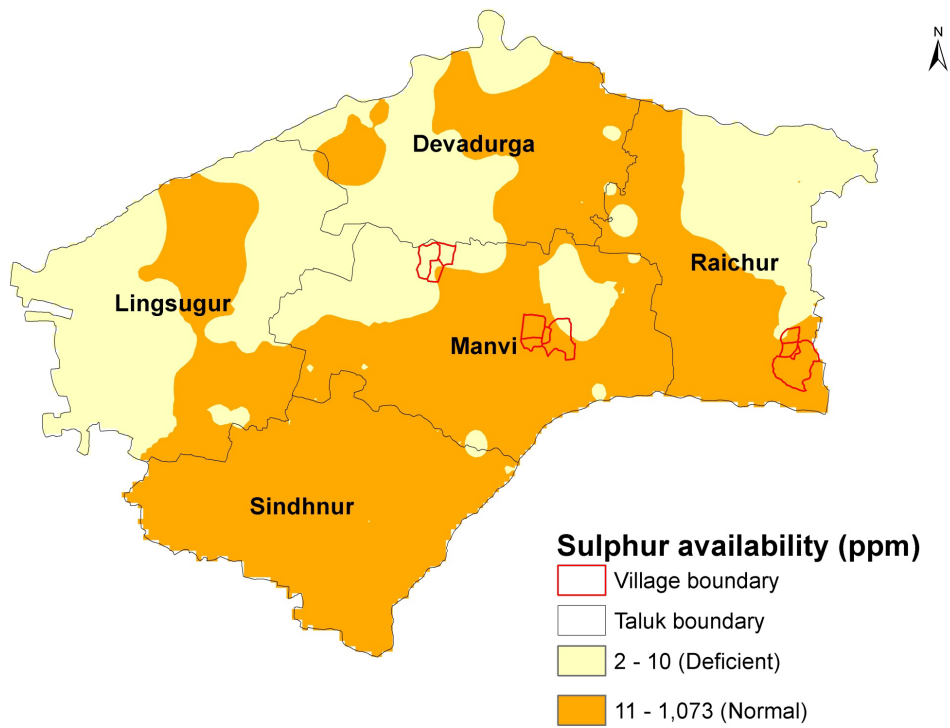 N
Devadurga
Raichur
Lingsugur
Manvi
Sindhnur
Sulphur availability (ppm)
Village boundary
Taluk boundary
2 - 10 (Deficient)
11 - 1,073 (Normal)